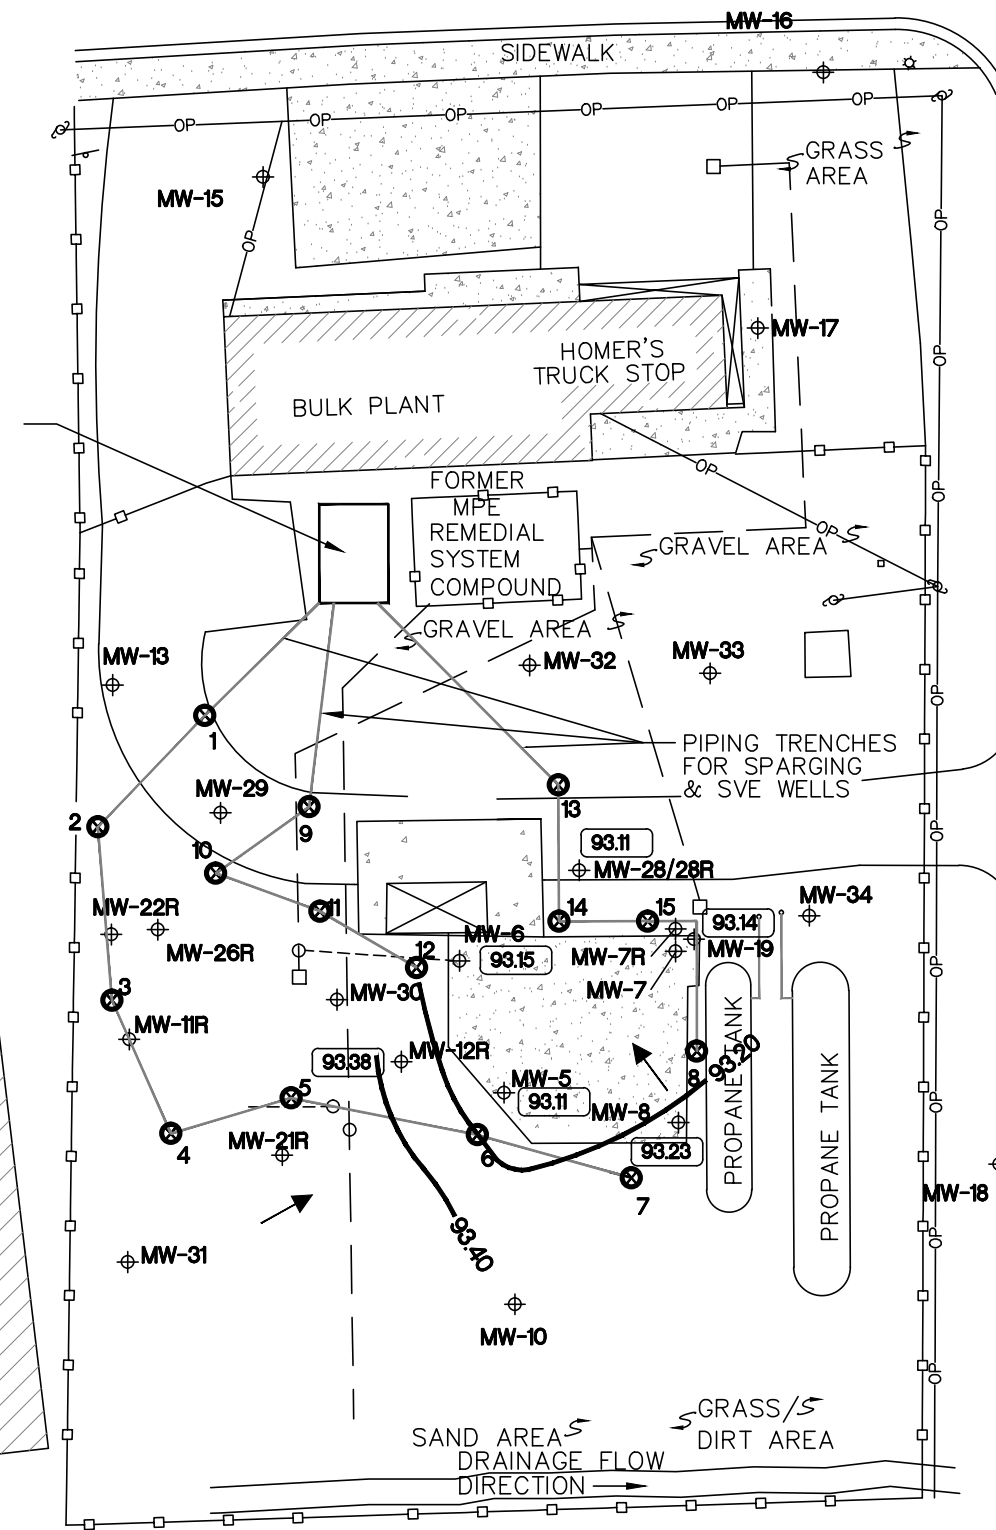 MW-16
SIDEWALK
OP
OP
OP
OP
OP
OP
GRASS
AREA
MW-15
OP
OP
MW-17
HOMER'S
TRUCK STOP
OP
BULK PLANT
OP
FORMER
MPE
REMEDIAL
SYSTEM
COMPOUND
OP
OP
GRAVEL AREA
OP
GRAVEL AREA
MW-13
MW-32
MW-33
OP
1
PIPING TRENCHES
FOR SPARGING
& SVE WELLS
MW-29
2
9
13
OP
93.11
10
MW-28/28R
MW-34
MW-22R
11
14
15
93.14
MW-6
MW-19
MW-26R
12
93.15
MW-7R
OP
3
MW-30
MW-7
MW-11R
93.38
MW-12R
93.20
8
PROPANE TANK
PROPANE TANK
5
MW-5
93.11
MW-8
OP
4
MW-21R
6
93.23
7
MW-18
93.40
OP
MW-31
MW-10
OP
GRASS/
DIRT AREA
SAND AREA
DRAINAGE FLOW
DIRECTION